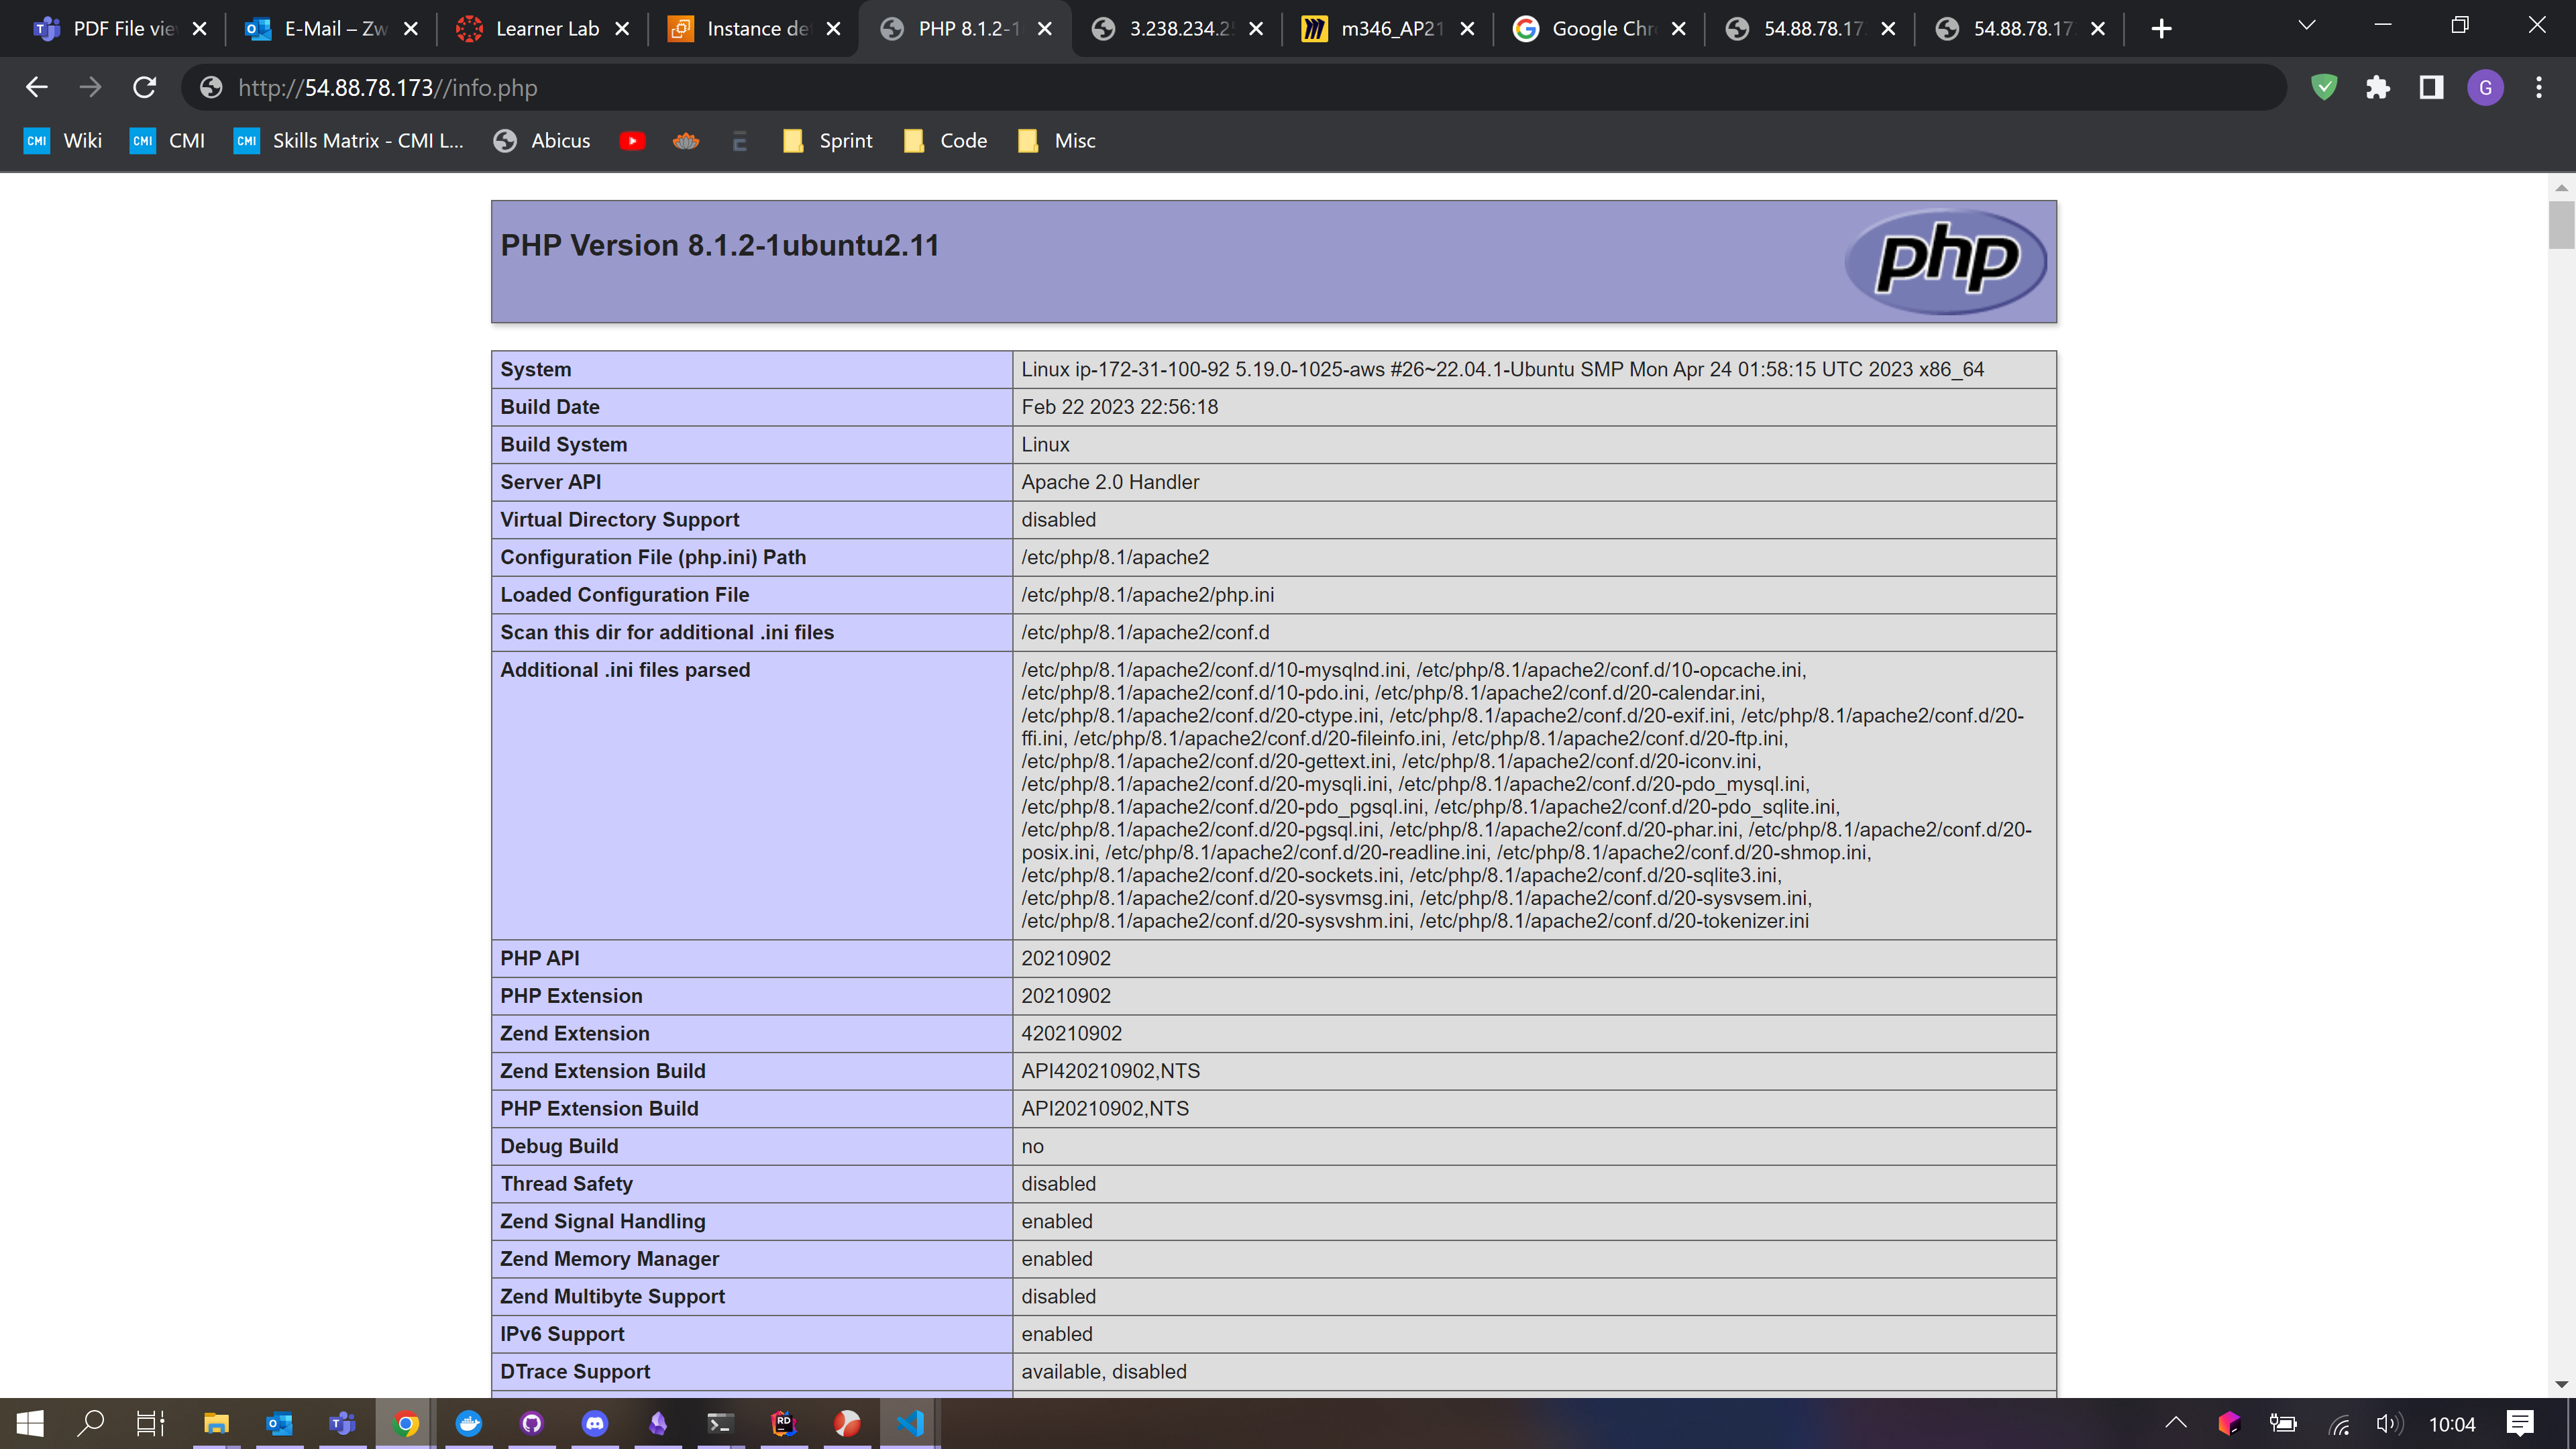 PDF File vie
E-Mail – Zw
Learner Lab
Instance de
PHP 8.1.2-1
3.238.234.2
m346_AP21
Google Chr
54.88.78.17
54.88.78.17
http://54.88.78.173//info.php
G
CMI Wiki
CMI CMI
CMI Skills Matrix - CMI L...
Abicus
Sprint
Code
Misc
PHP Version 8.1.2-1ubuntu2.11
php
System Linux ip-172-31-100-92 5.19.0-1025-aws #26~22.04.1-Ubuntu SMP Mon Apr 24 01:58:15 UTC 2023 x86_64
Build Date Feb 22 2023 22:56:18
Build System Linux
Server API Apache 2.0 Handler
Virtual Directory Support disabled
Configuration File (php.ini) Path /etc/php/8.1/apache2
Loaded Configuration File /etc/php/8.1/apache2/php.ini
Scan this dir for additional .ini files /etc/php/8.1/apache2/conf.d
Additional .ini files parsed /etc/php/8.1/apache2/conf.d/10-mysqlnd.ini, /etc/php/8.1/apache2/conf.d/10-opcache.ini,
/etc/php/8.1/apache2/conf.d/10-pdo.ini, /etc/php/8.1/apache2/conf.d/20-calendar.ini,
/etc/php/8.1/apache2/conf.d/20-ctype.ini, /etc/php/8.1/apache2/conf.d/20-exif.ini, /etc/php/8.1/apache2/conf.d/20-
ffi.ini, /etc/php/8.1/apache2/conf.d/20-fileinfo.ini, /etc/php/8.1/apache2/conf.d/20-ftp.ini,
/etc/php/8.1/apache2/conf.d/20-gettext.ini, /etc/php/8.1/apache2/conf.d/20-iconv.ini,
/etc/php/8.1/apache2/conf.d/20-mysqli.ini, /etc/php/8.1/apache2/conf.d/20-pdo_mysql.ini,
/etc/php/8.1/apache2/conf.d/20-pdo_pgsql.ini, /etc/php/8.1/apache2/conf.d/20-pdo_sqlite.ini,
/etc/php/8.1/apache2/conf.d/20-pgsql.ini, /etc/php/8.1/apache2/conf.d/20-phar.ini, /etc/php/8.1/apache2/conf.d/20-
posix.ini, /etc/php/8.1/apache2/conf.d/20-readline.ini, /etc/php/8.1/apache2/conf.d/20-shmop.ini,
/etc/php/8.1/apache2/conf.d/20-sockets.ini, /etc/php/8.1/apache2/conf.d/20-sqlite3.ini,
/etc/php/8.1/apache2/conf.d/20-sysvmsg.ini, /etc/php/8.1/apache2/conf.d/20-sysvsem.ini,
/etc/php/8.1/apache2/conf.d/20-sysvshm.ini, /etc/php/8.1/apache2/conf.d/20-tokenizer.ini
PHP API 20210902
PHP Extension 20210902
Zend Extension 420210902
Zend Extension Build API420210902,NTS
PHP Extension Build API20210902,NTS
Debug Build no
Thread Safety disabled
Zend Signal Handling enabled
Zend Memory Manager enabled
Zend Multibyte Support disabled
IPv6 Support enabled
DTrace Support available, disabled
10:04